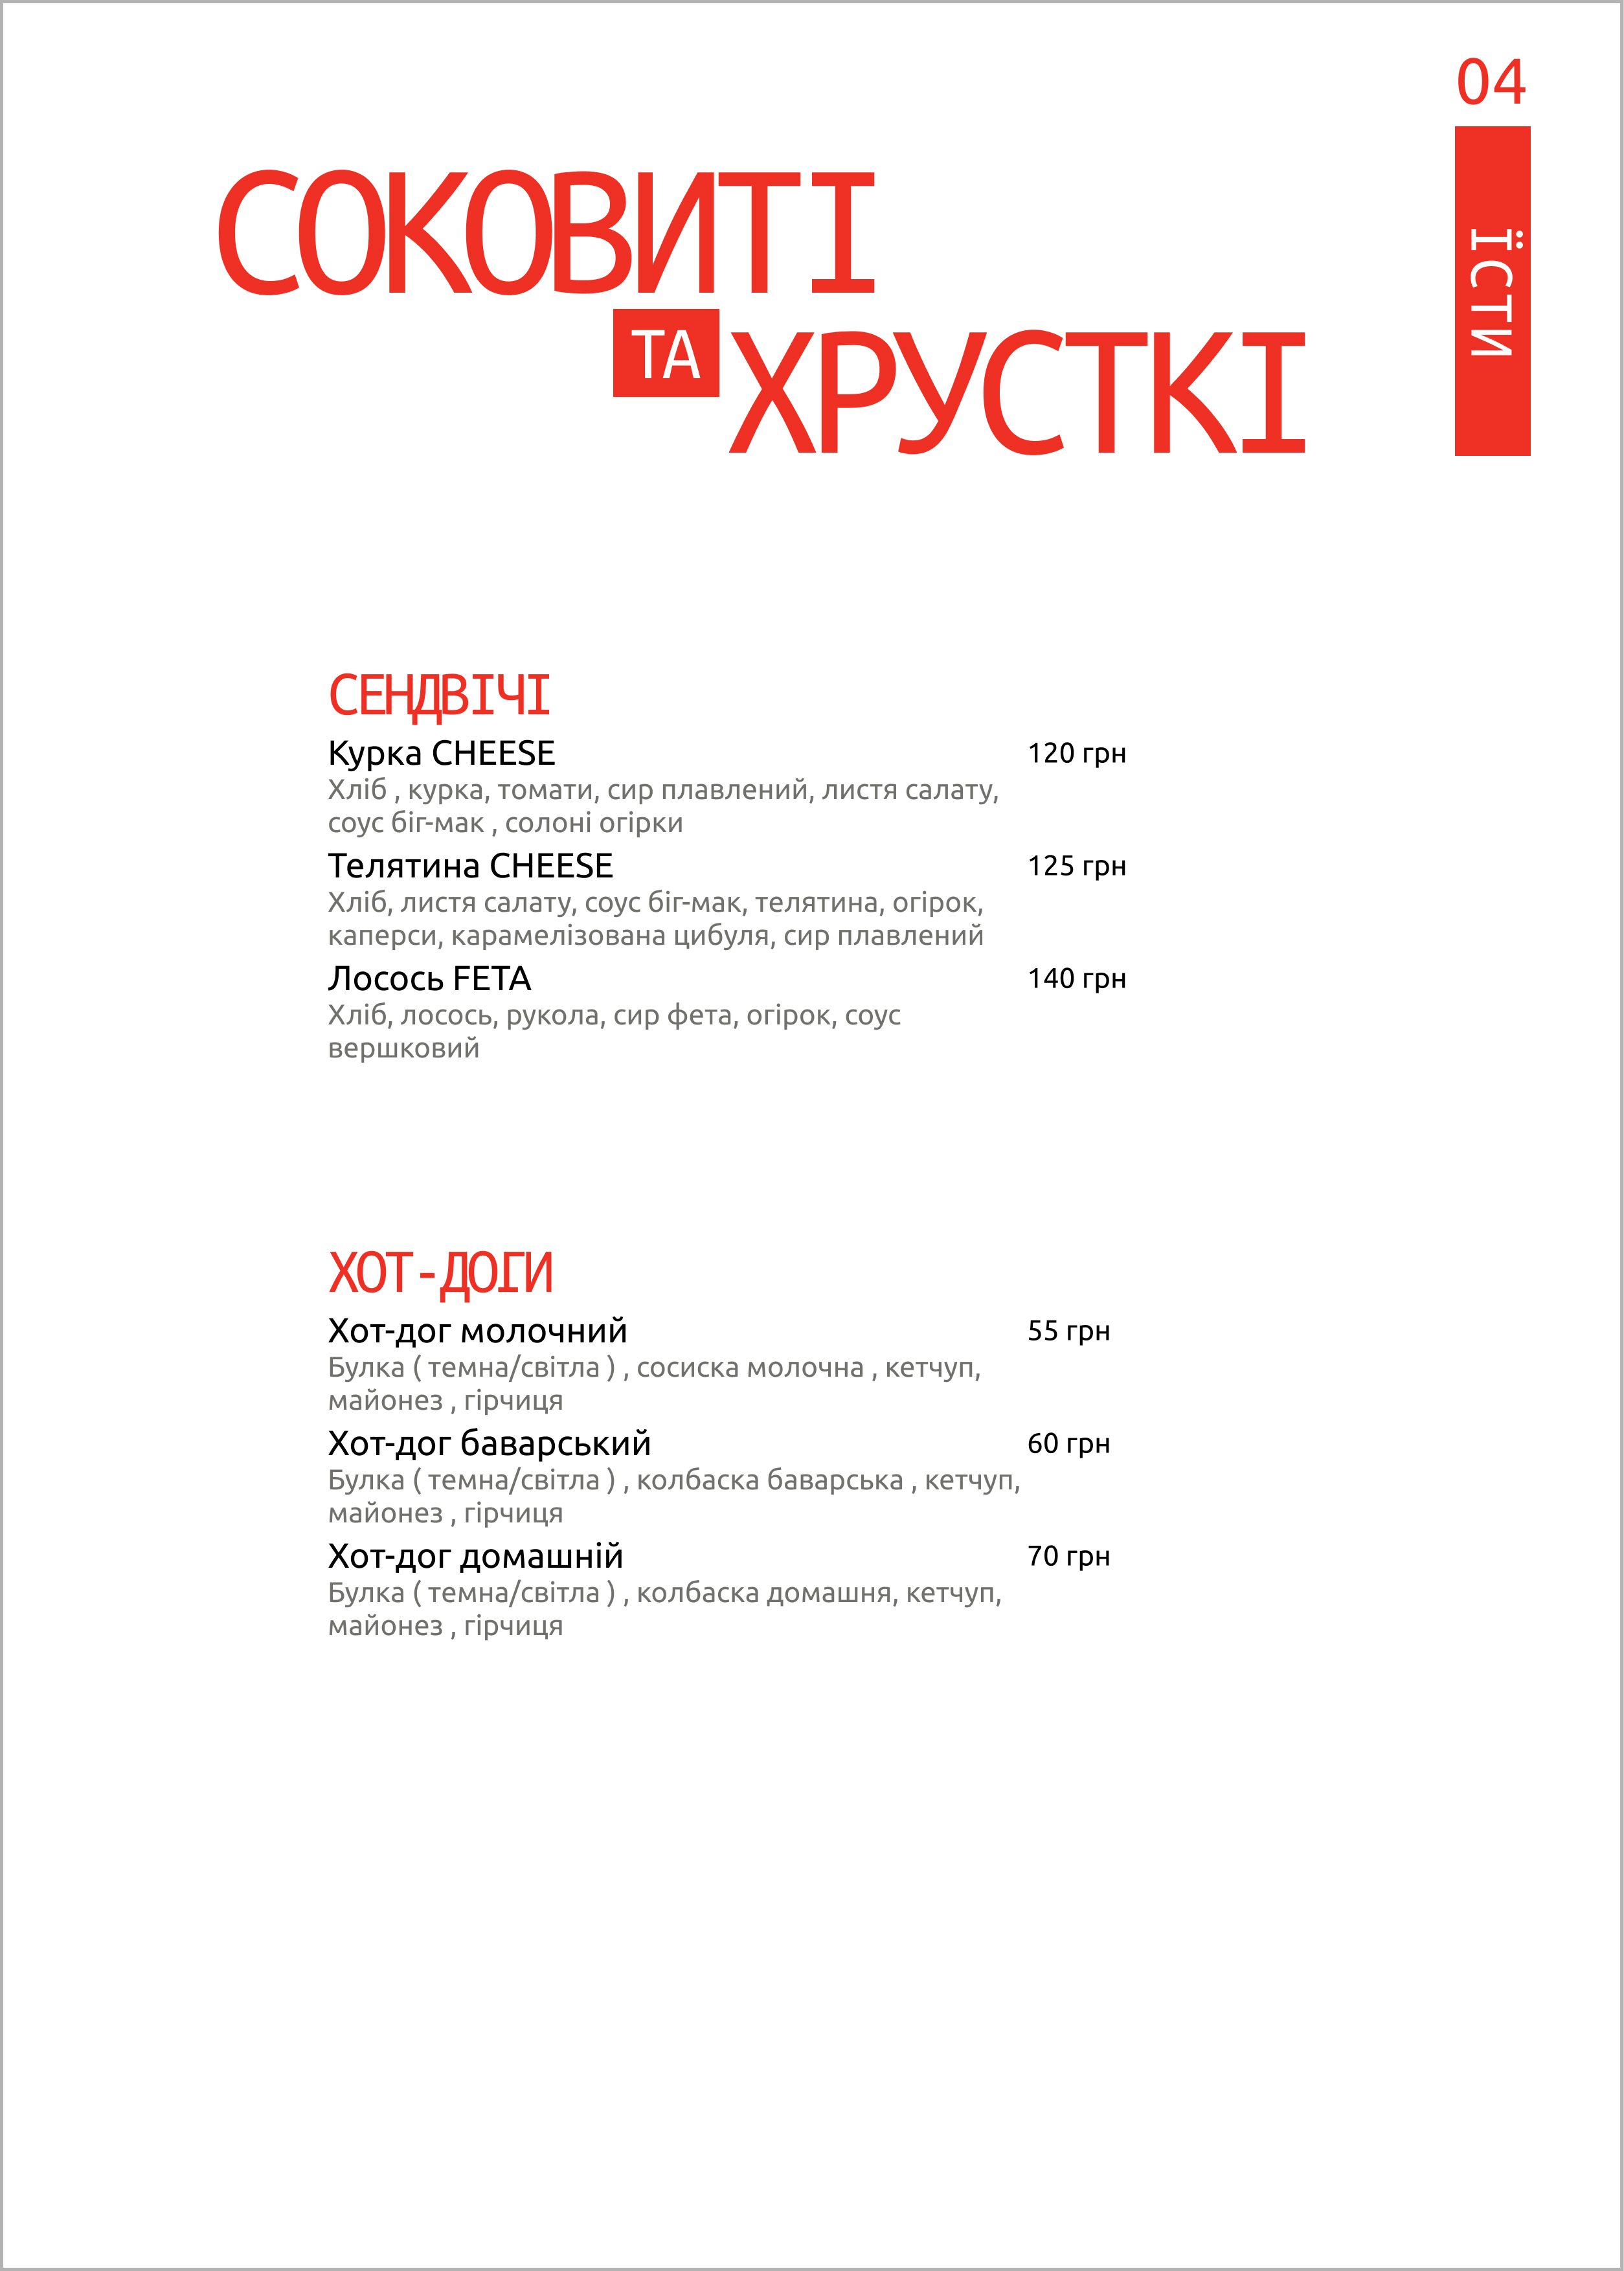 04
ЇСТИ
СОКОВИТІ
ТА
ХРУСТКІ
СЕНДВІЧІ
Курка CHEESE 120 грн
Хліб , курка, томати, сир плавлений, листя салату,
соус біг-мак , солоні огірки
Телятина CHEESE 125 грн
Хліб, листя салату, соус біг-мак, телятина, огірок,
каперси, карамелізована цибуля, сир плавлений
Лосось FETA 140 грн
Хліб, лосось, рукола, сир фета, огірок, соус
вершковий
ХОТ-ДОГИ
Хот-дог молочний 55 грн
Булка ( темна/світла ) , сосиска молочна , кетчуп,
майонез , гірчиця
Хот-дог баварський 60 грн
Булка ( темна/світла ) , колбаска баварська , кетчуп,
майонез , гірчиця
Хот-дог домашній 70 грн
Булка ( темна/світла ) , колбаска домашня, кетчуп,
майонез , гірчиця